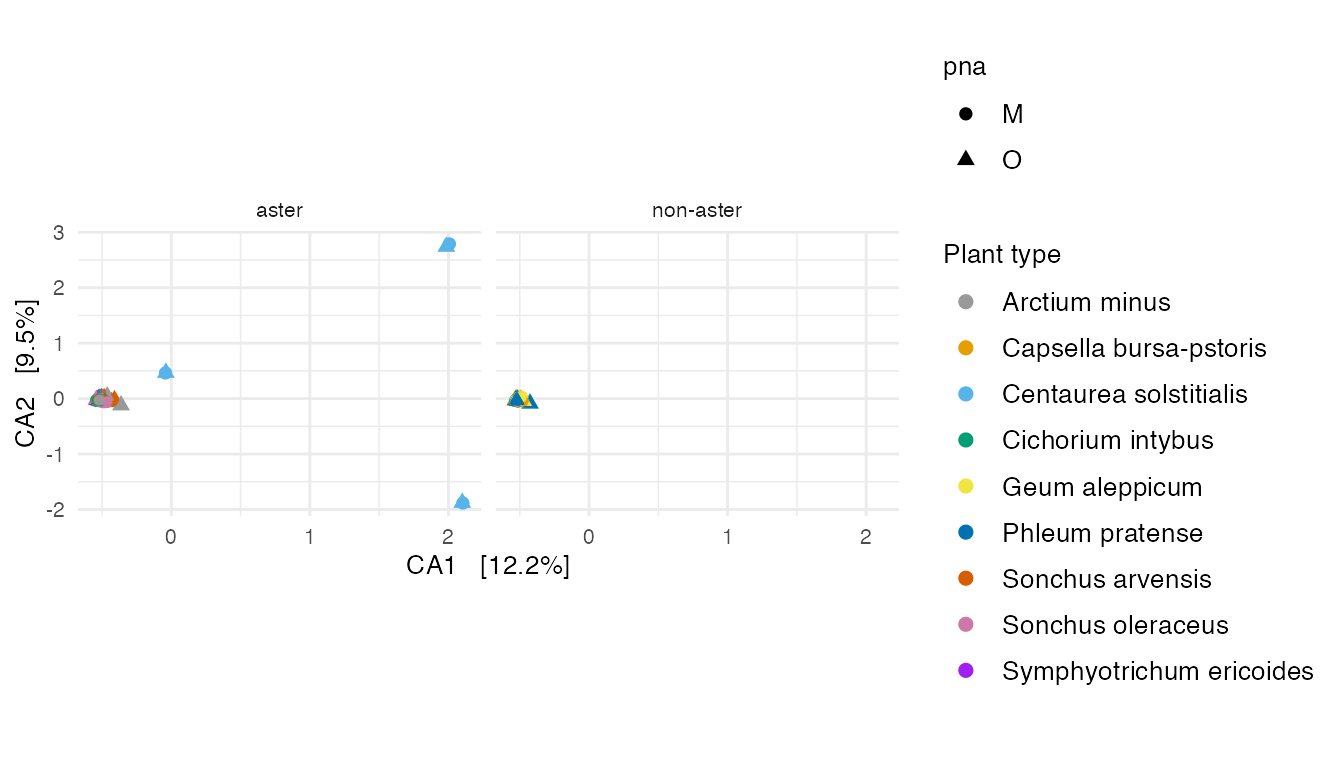 pna
M
O
aster
non-aster
3
2
1
0
-1
-2
CA2 [9.5%]
0 1 2
0 1 2
CA1 [12.2%]
Plant type
Arctium minus
Capsella bursa-pstoris
Centaurea solstitialis
Cichorium intybus
Geum aleppicum
Phleum pratense
Sonchus arvensis
Sonchus oleraceus
Symphyotrichum ericoides